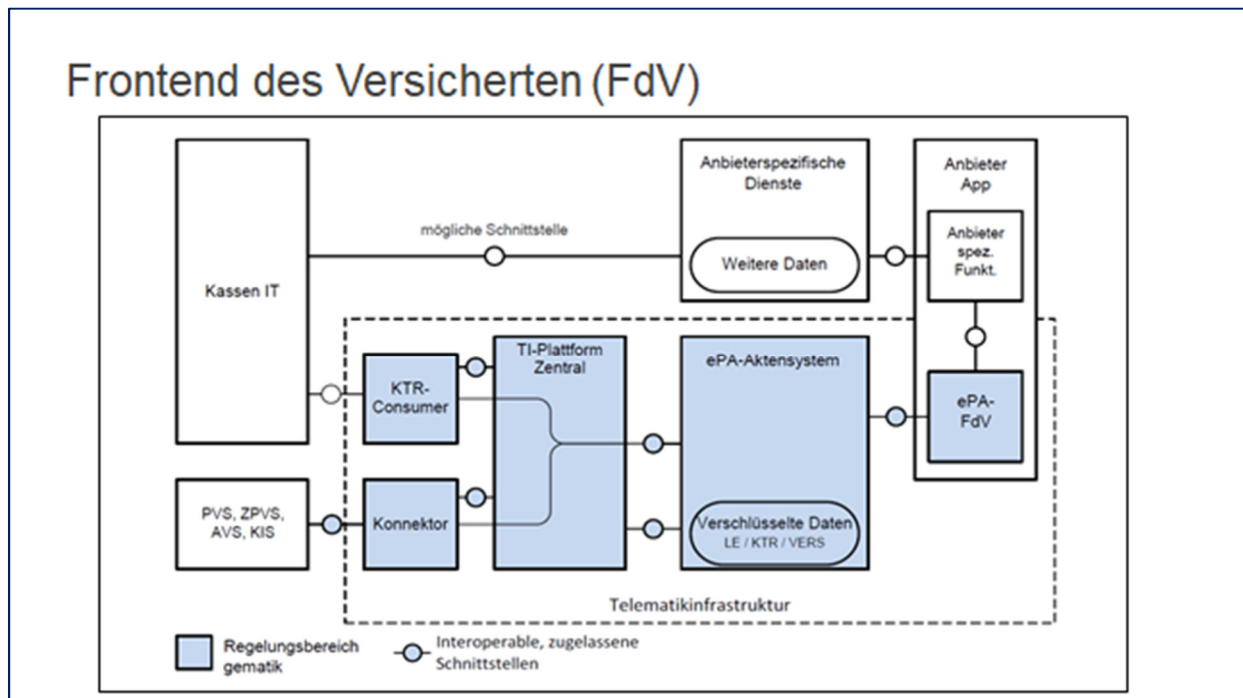 Frontend des Versicherten (FdV)
Kassen IT
mögliche Schnittstelle
Anbieterspezifische
Dienste
Weitere Daten
Anbieter
App
Anbieter
spez.
Funkt.
KTR-
Consumer
TI-Plattform
Zentral
ePA-Aktensystem
ePA-
FdV
PVS, ZPVS,
AVS, KIS
Konnektor
Verschlüsselte Daten
LE / KTR / VERS
Telematikinfrastruktur
Regelungsbereich
gematik
Interoperable, zugelassene
Schnittstellen